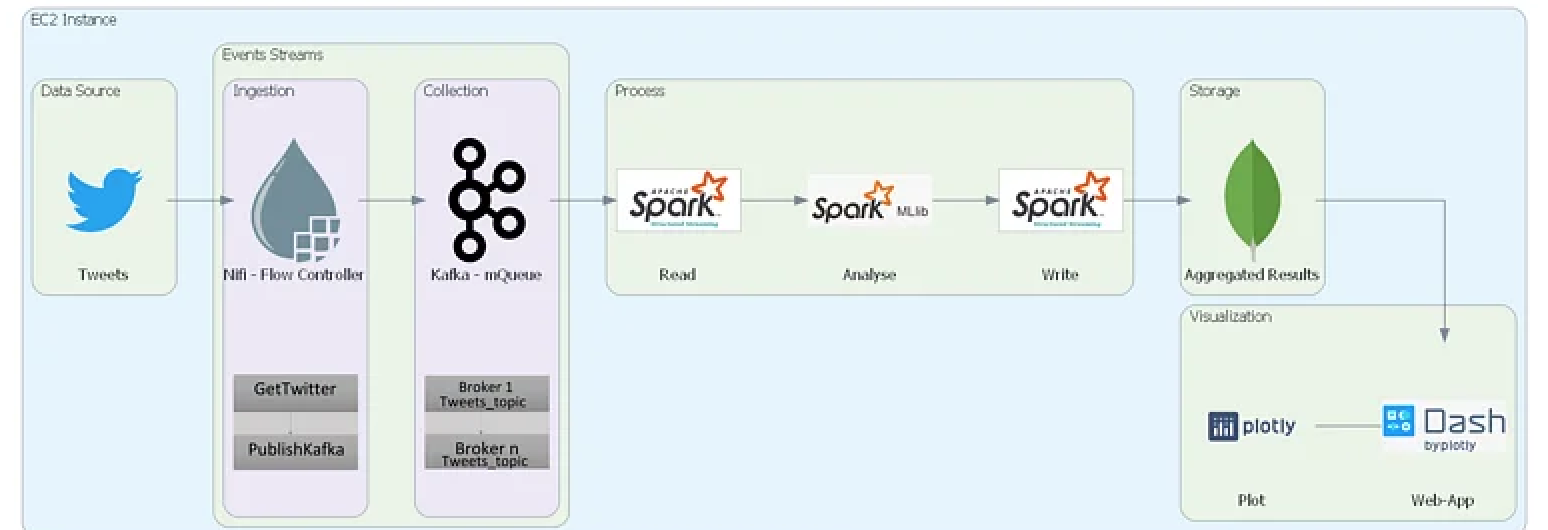 EC2 Instance
Events Streams
Data Source
Ingestion
Collection
Process
Storage
APACHE
Spark
Structured Streaming
Spark MLlib
APACHE
Spark
Structured Streaming
Tweets
Nifi - Flow Controller
Kafka - mQueue
Read
Analyse
Write
Aggregated Results
Visualization
GetTwitter
PublishKafka
Broker 1
Tweets_topic
Broker n
Tweets_topic
plotly
Dash
by plotly
Plot
Web-App